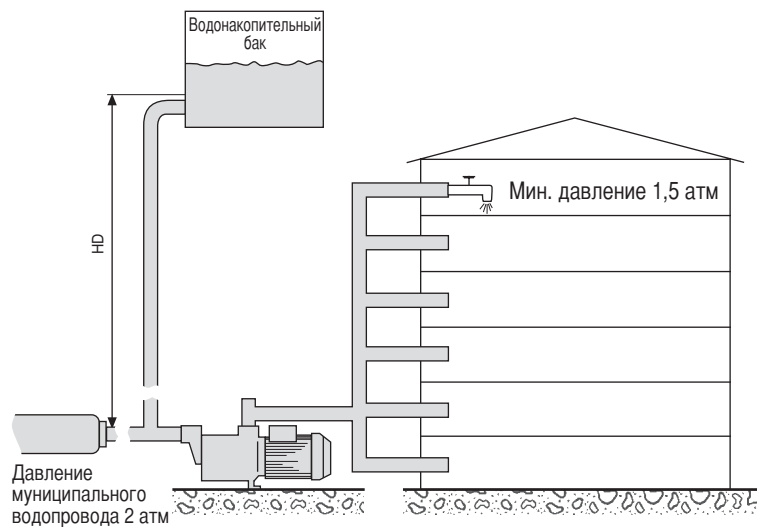 Водонакопительный
бак
HD
Мин. давление 1,5 атм
Давление
муниципального
водопровода 2 атм